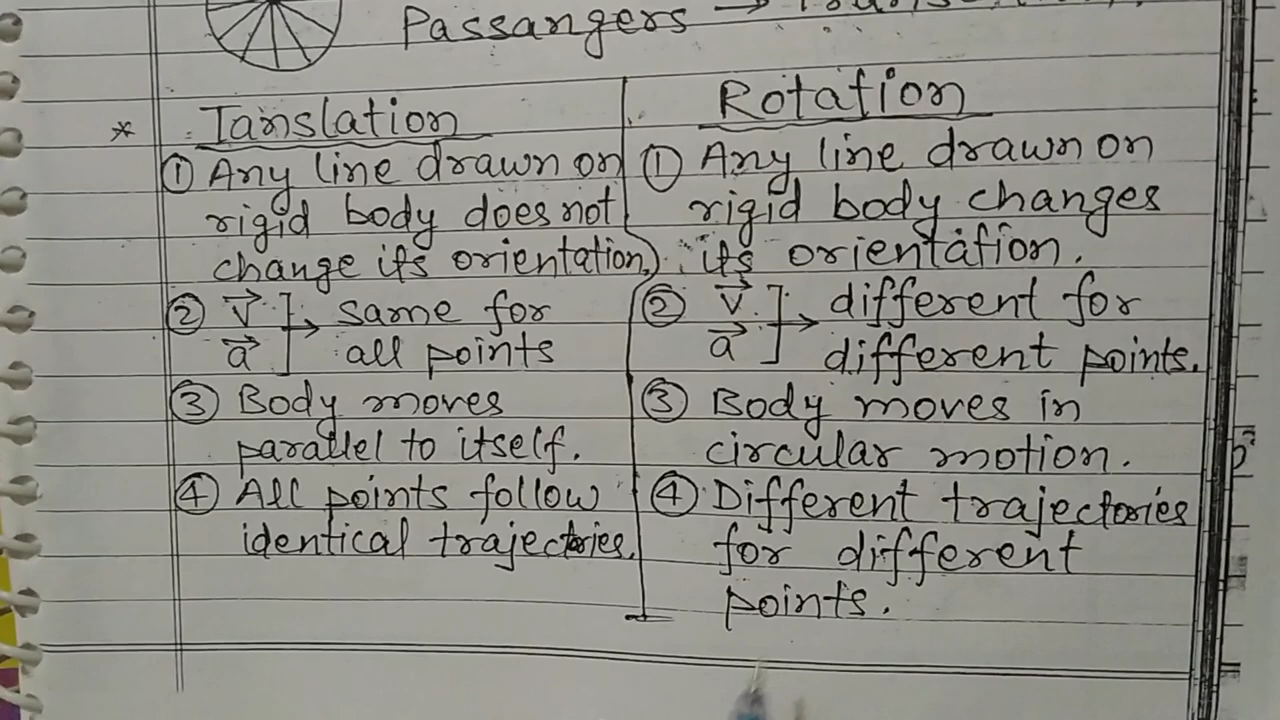 Passangers →
* Tanslation
① Any line drawn on
rigid body does not
change its orientation.
② v⃗ ] → same for
a⃗ ] all points
③ Body moves
parallel to itself.
④ All points follow
identical trajectories.
Rotation
① Any line drawn on
rigid body changes
its orientation.
② v⃗ ] → different for
a⃗ ] different points.
③ Body moves in
circular motion.
④ Different trajectories
for different
points.